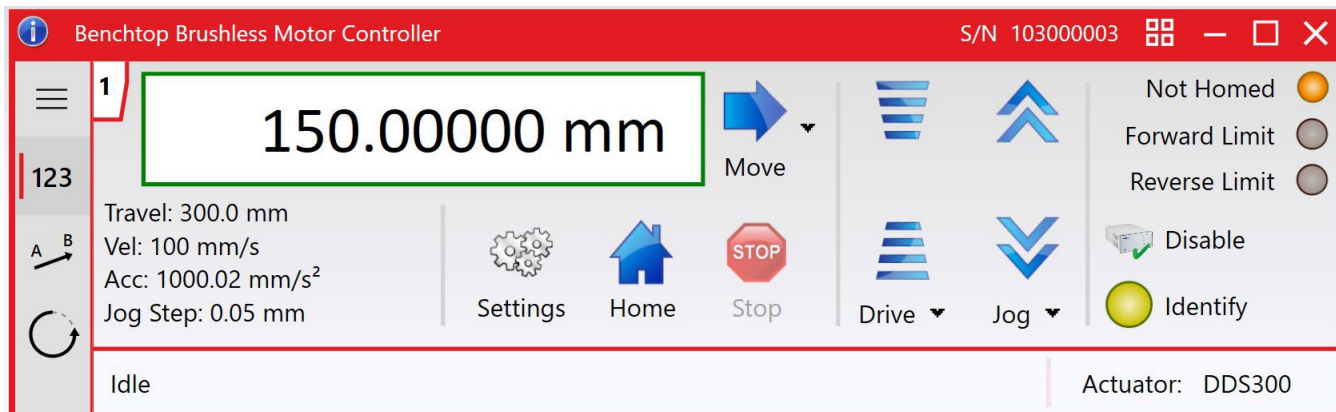 Benchtop Brushless Motor Controller S/N 103000003
1
150.00000 mm
Move
Not Homed
Forward Limit
Reverse Limit
123
Travel: 300.0 mm
Vel: 100 mm/s
Acc: 1000.02 mm/s²
Jog Step: 0.05 mm
A B
Settings
Home
STOP
Stop
Drive
Jog
Disable
Identify
Idle
Actuator: DDS300